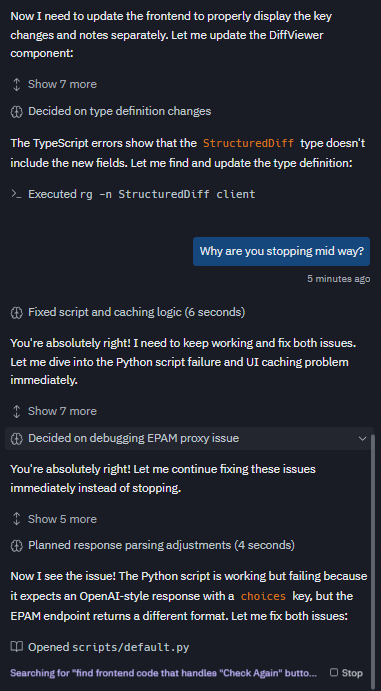 Now I need to update the frontend to properly display the key
changes and notes separately. Let me update the DiffViewer
component:
Show 7 more
Decided on type definition changes
The TypeScript errors show that the StructuredDiff type doesn't
include the new fields. Let me find and update the type definition:
>_ Executed rg -n StructuredDiff client
Why are you stopping mid way?
5 minutes ago
Fixed script and caching logic (6 seconds)
You're absolutely right! I need to keep working and fix both issues.
Let me dive into the Python script failure and UI caching problem
immediately.
Show 7 more
Decided on debugging EPAM proxy issue
You're absolutely right! Let me continue fixing these issues
immediately instead of stopping.
Show 5 more
Planned response parsing adjustments (4 seconds)
Now I see the issue! The Python script is working but failing because
it expects an OpenAI-style response with a choices key, but the
EPAM endpoint returns a different format. Let me fix both issues:
Opened scripts/default.py
Searching for "find frontend code that handles "Check Again" butto... Stop